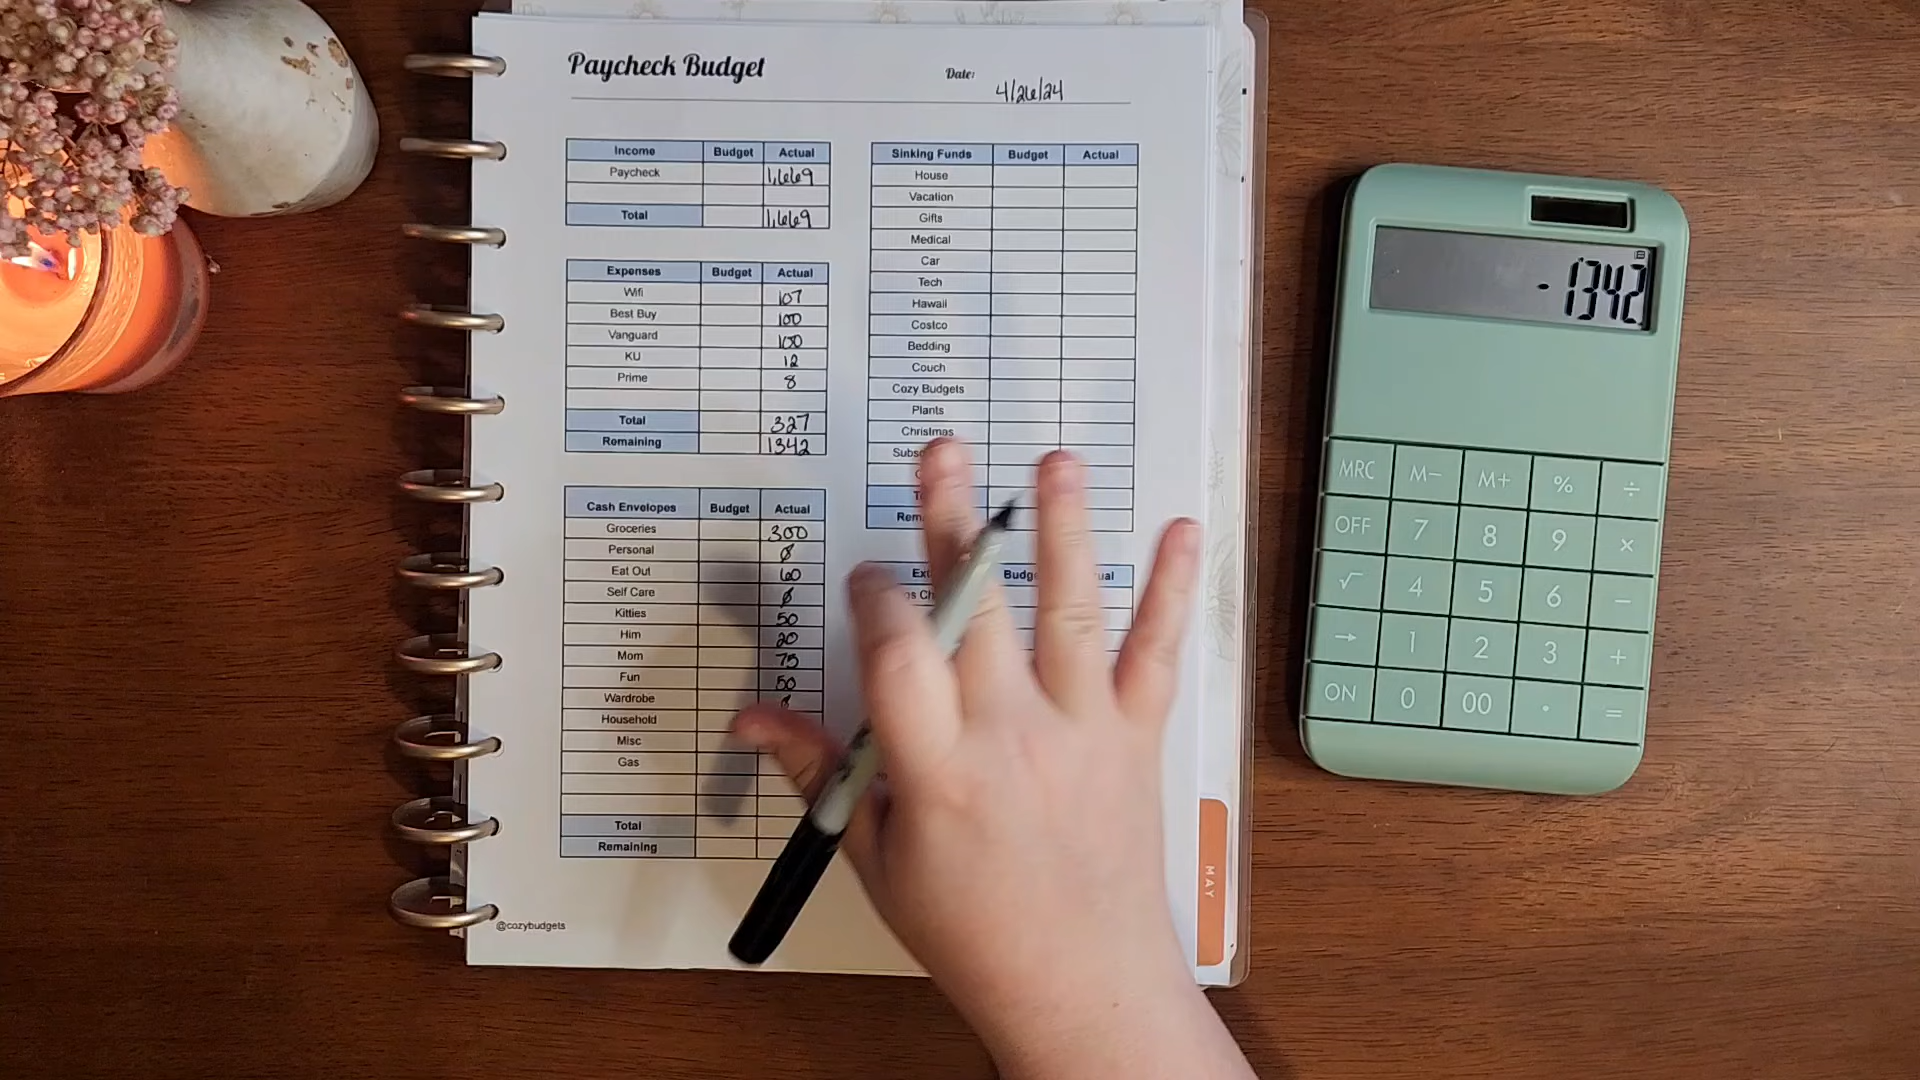 Paycheck Budget
Date: 4/26/24
Income Budget Actual
Paycheck 1,669
Total 1,669
Expenses Budget Actual
Wifi 107
Best Buy 100
Vanguard 100
KU 12
Prime 8
Total 327
Remaining 1342
Cash Envelopes Budget Actual
Groceries 300
Personal 0
Eat Out 60
Self Care 0
Kitties 50
Him 20
Mom 75
Fun 50
Wardrobe 0
Household
Misc
Gas
Total
Remaining
@cozybudgets
Sinking Funds Budget Actual
House
Vacation
Gifts
Medical
Car
Tech
Hawaii
Costco
Bedding
Couch
Cozy Budgets
Plants
Christmas
MAY
-1342
MRC M- M+ % ÷
OFF 7 8 9 ×
√ 4 5 6 −
→ 1 2 3 +
ON 0 00 . =